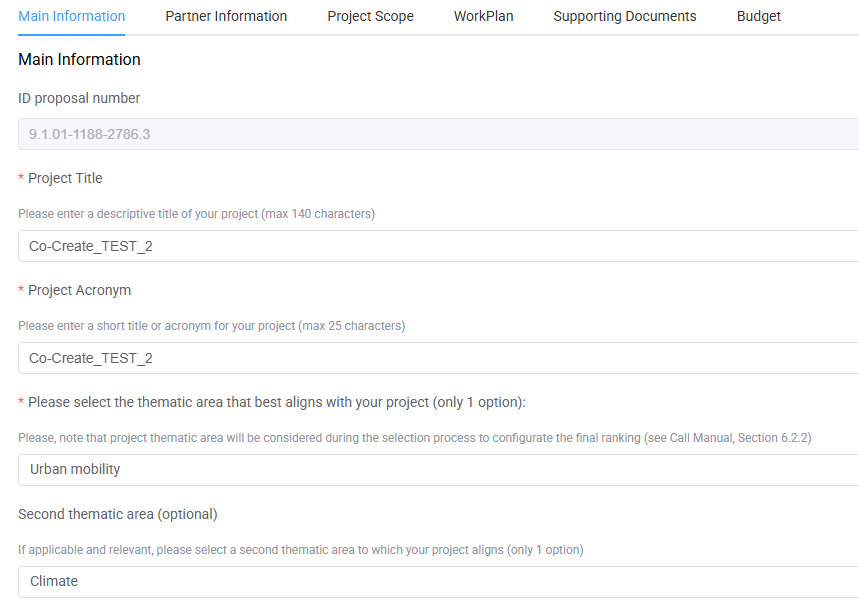 Main Information Partner Information Project Scope WorkPlan Supporting Documents Budget
Main Information
ID proposal number
9.1.01-1188-2786.3
* Project Title
Please enter a descriptive title of your project (max 140 characters)
Co-Create_TEST_2
* Project Acronym
Please enter a short title or acronym for your project (max 25 characters)
Co-Create_TEST_2
* Please select the thematic area that best aligns with your project (only 1 option):
Please, note that project thematic area will be considered during the selection process to configurate the final ranking (see Call Manual, Section 6.2.2)
Urban mobility
Second thematic area (optional)
If applicable and relevant, please select a second thematic area to which your project aligns (only 1 option)
Climate